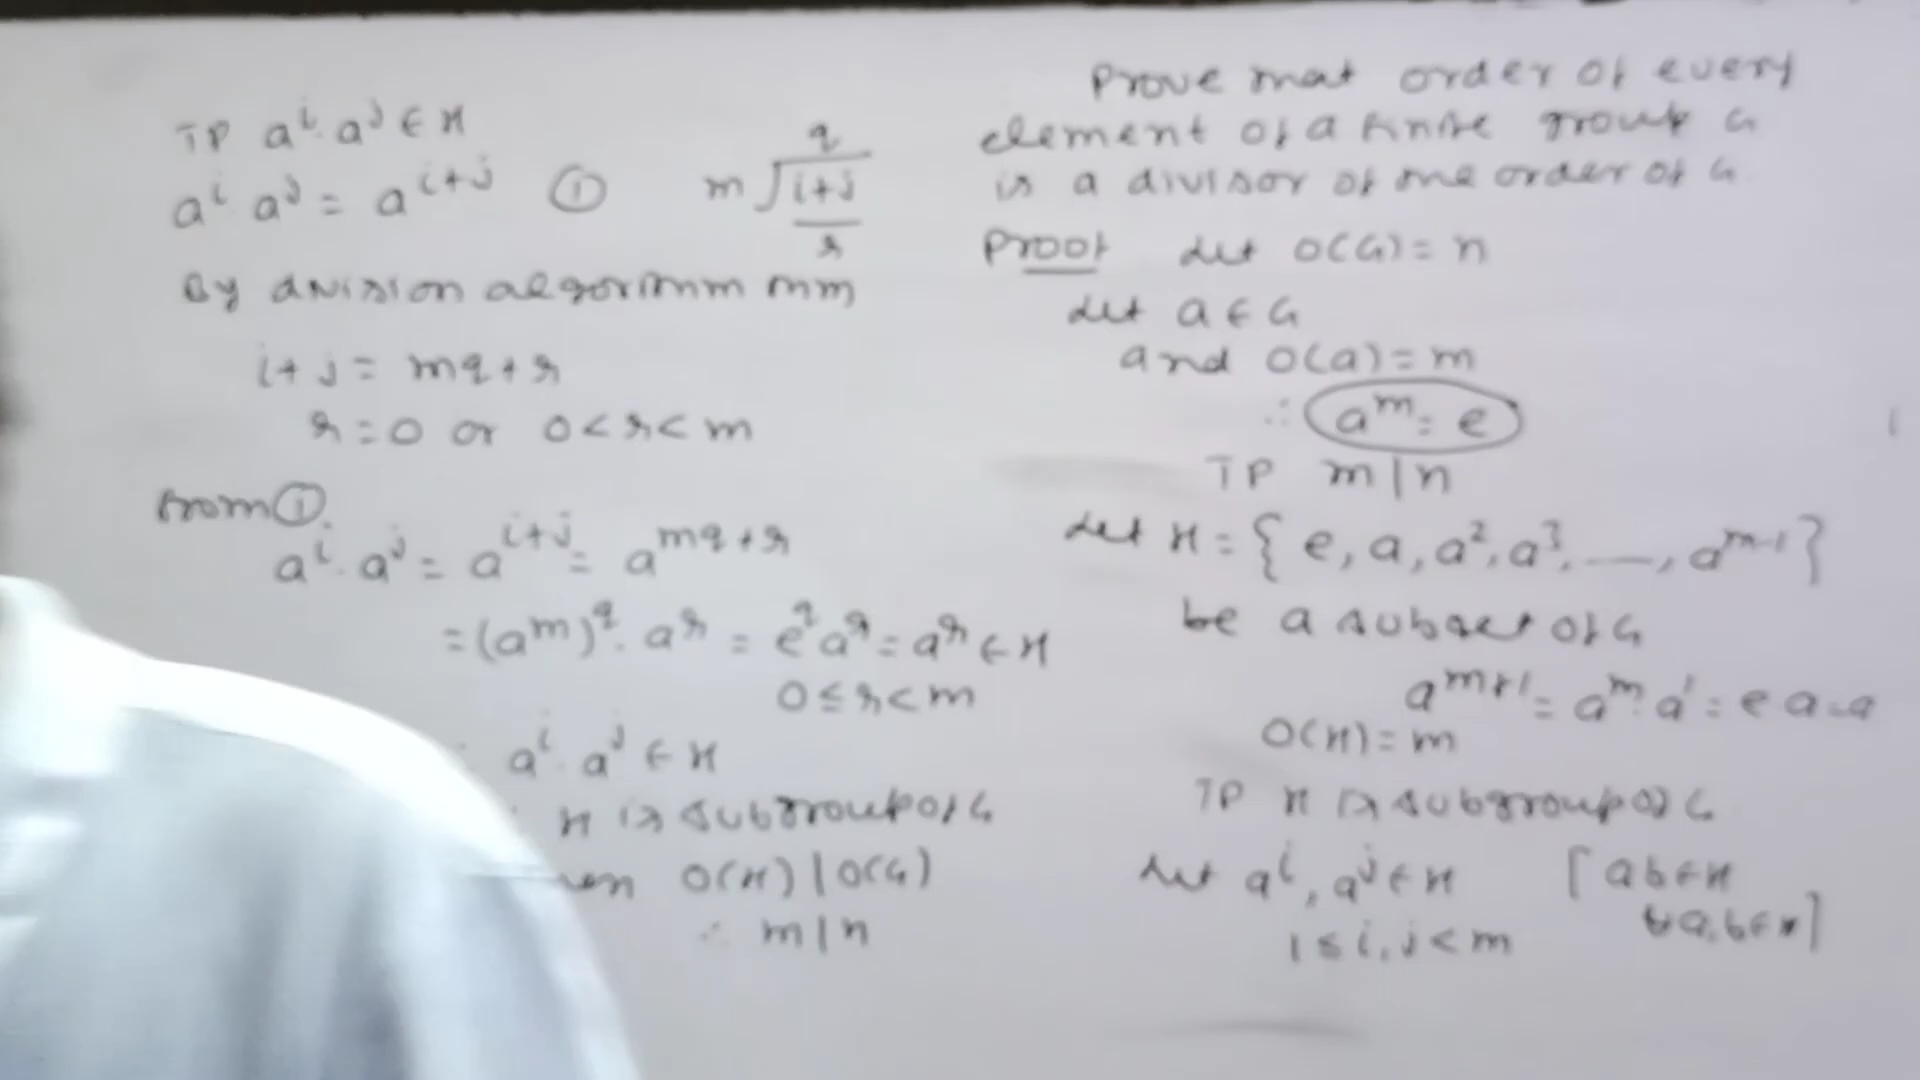 Prove that order of every
element of a finite group G
is a divisor of the order of G
Proof Let O(G) = n
Let a ∈ G
and O(a) = m
∴ a^m = e
TP m | n
Let H = { e, a, a², a³, —, a^{m-1} }
be a subset of G
a^{m+1} = a^m · a^1 = e a = a
O(H) = m
TP H is subgroup of G
Let a^i, a^j ∈ H [ ab ∈ H
1 ≤ i, j < m ∀ a, b ∈ H ]
TP a^i · a^j ∈ H
a^i a^j = a^{i+j} ①
q
m i+j
r
By division algorithm thm
i + j = mq + r
r = 0 or 0 < r < m
from ①
a^i · a^j = a^{i+j} = a^{mq+r}
= (a^m)^q · a^r = e^q a^r = a^r ∈ H
0 ≤ r < m
a^i · a^j ∈ H
H is subgroup of G
O(H) | O(G)
∴ m | n